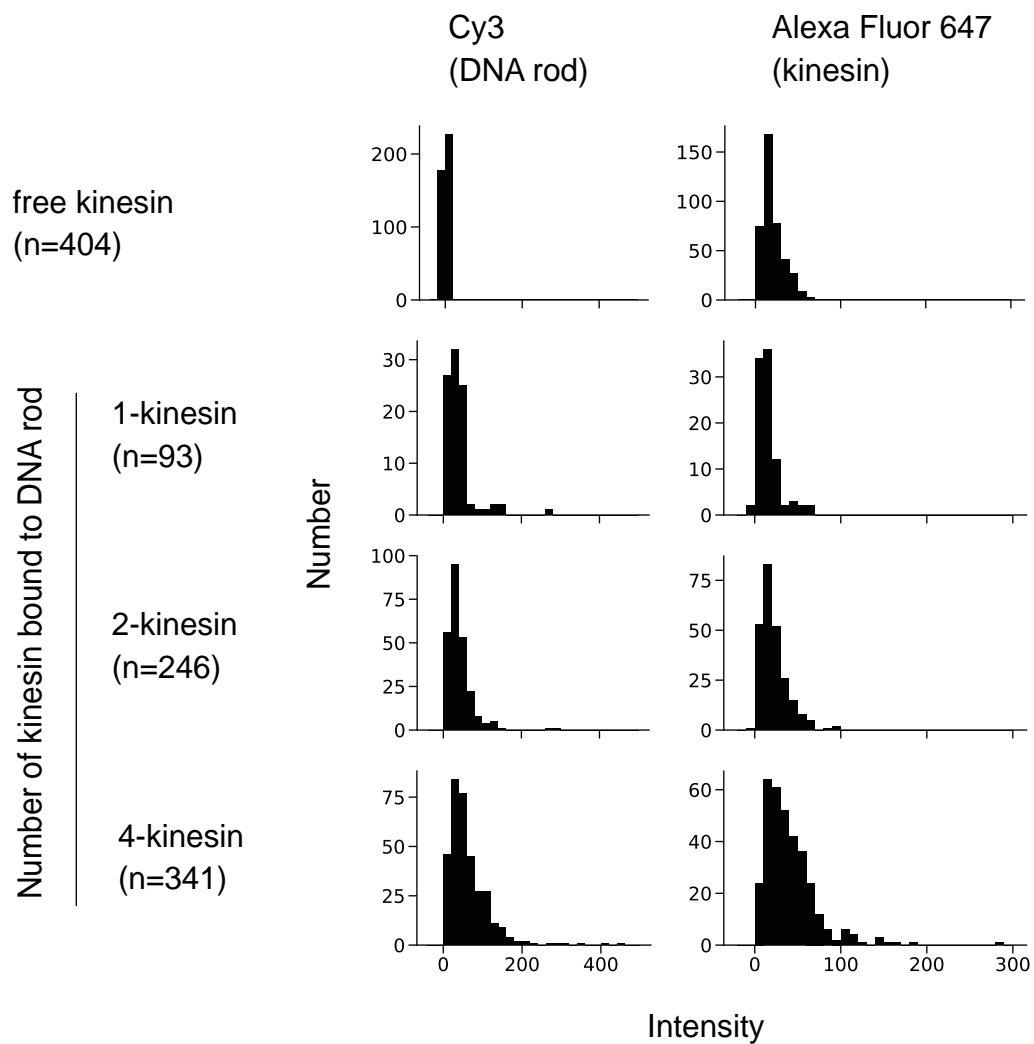 Cy3
(DNA rod)
Alexa Fluor 647
(kinesin)
free kinesin
(n=404)
200
100
0
150
100
50
0
Number of kinesin bound to DNA rod
1-kinesin
(n=93)
30
20
10
0
30
20
10
0
Number
2-kinesin
(n=246)
100
75
50
25
0
75
50
25
0
4-kinesin
(n=341)
75
50
25
0
60
40
20
0
0 200 400
0 100 200 300
Intensity